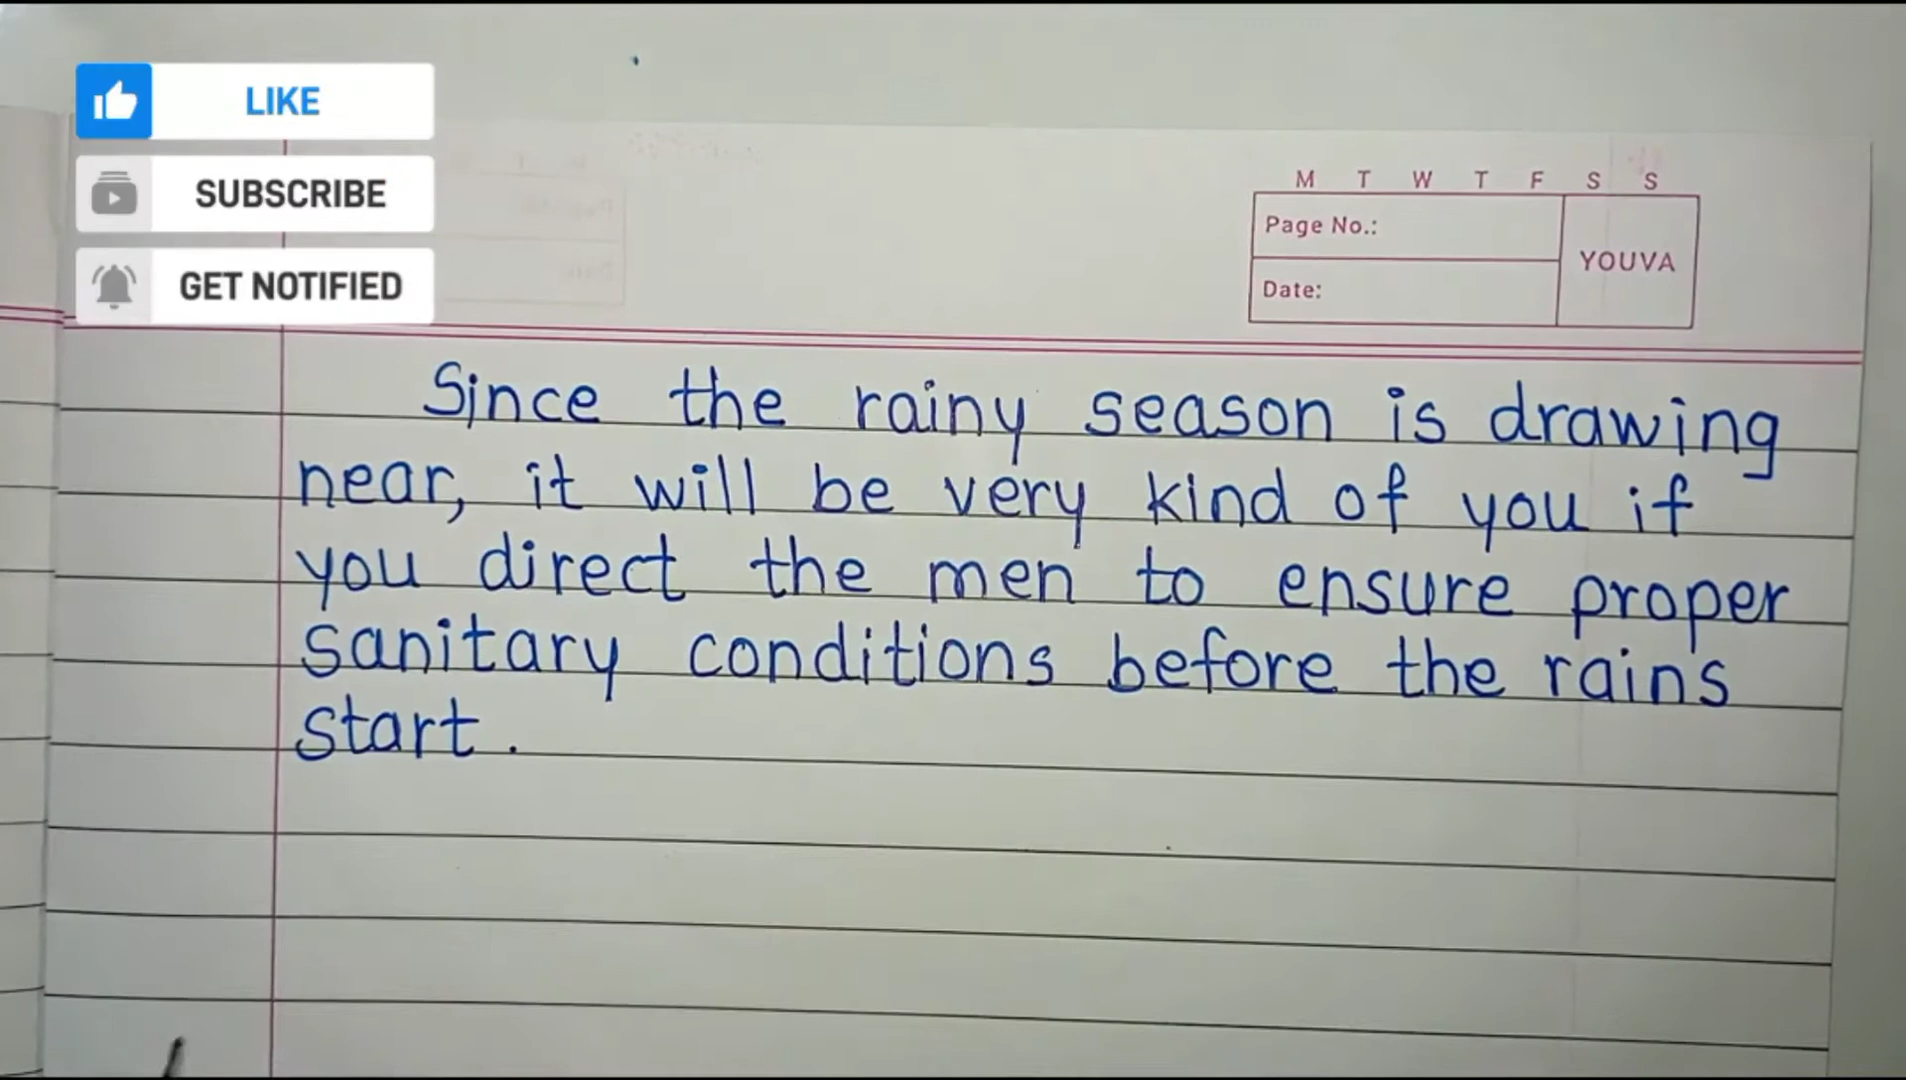 LIKE
SUBSCRIBE
GET NOTIFIED
M T W T F S S
Page No.:
YOUVA
Date:
Since the rainy season is drawing
near, it will be very kind of you if
you direct the men to ensure proper
sanitary conditions before the rains
start.